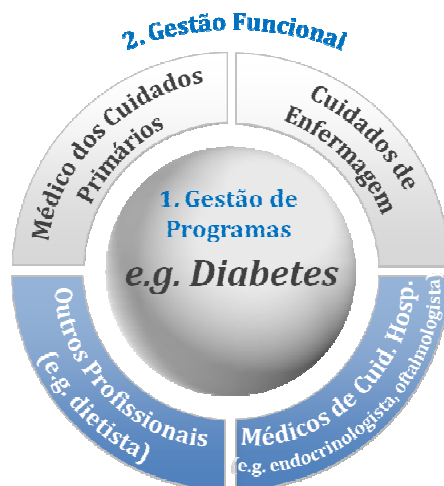 2. Gestão Funcional
Médico dos Cuidados
Primários
Cuidados de
Enfermagem
1. Gestão de
Programas
e.g. Diabetes
Outros Profissionais
(e.g. dietista)
Médicos de Cuid. Hosp.
(e.g. endocrinologista, oftalmologista)